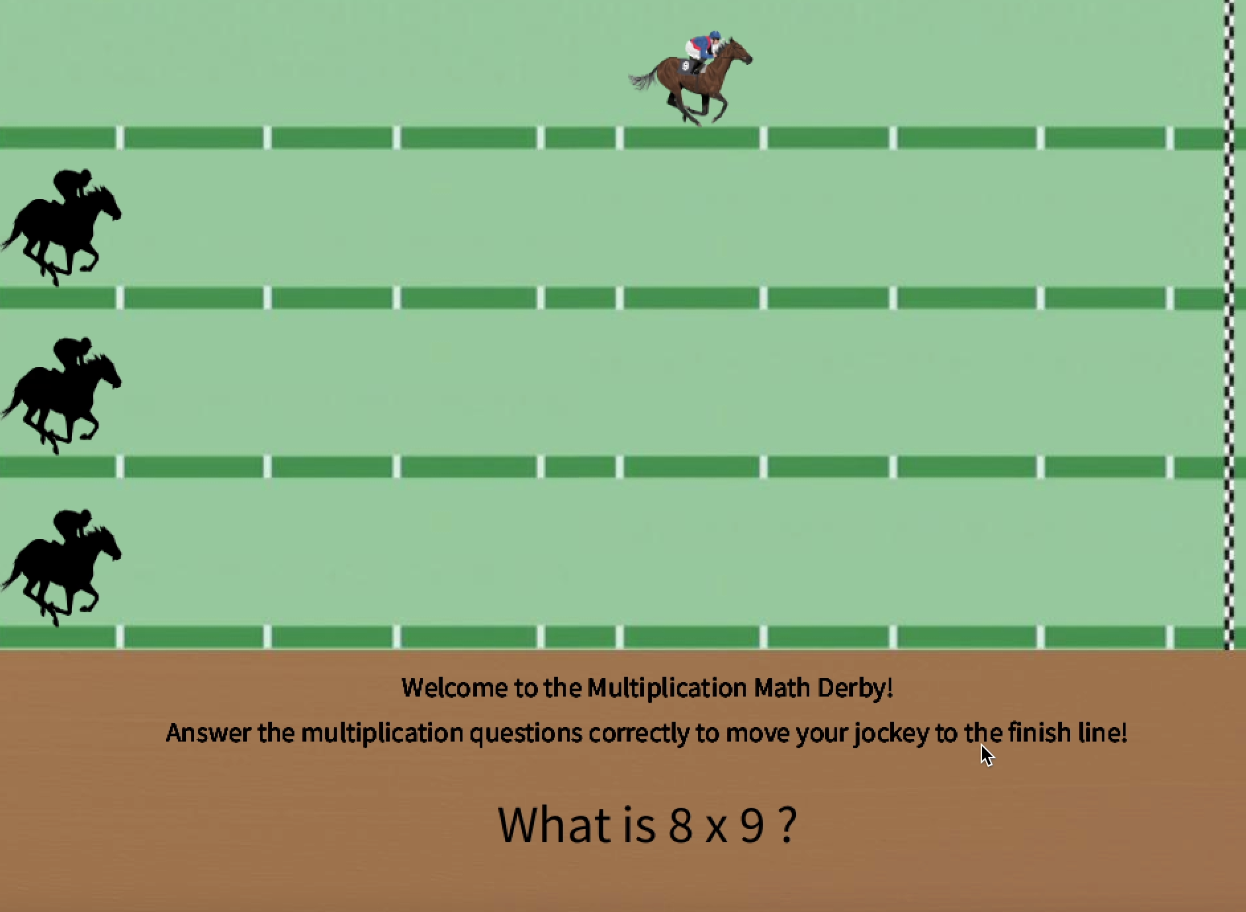 Welcome to the Multiplication Math Derby!
Answer the multiplication questions correctly to move your jockey to the finish line!
What is 8 x 9 ?